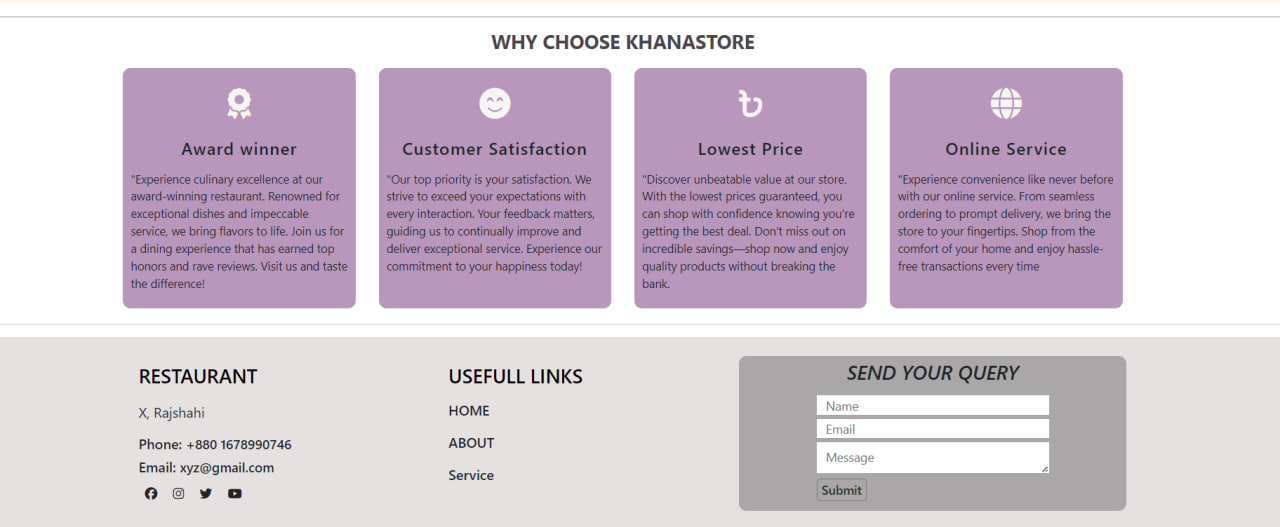 WHY CHOOSE KHANASTORE
Award winner
"Experience culinary excellence at our
award-winning restaurant. Renowned for
exceptional dishes and impeccable
service, we bring flavors to life. Join us for
a dining experience that has earned top
honors and rave reviews. Visit us and taste
the difference!
Customer Satisfaction
"Our top priority is your satisfaction. We
strive to exceed your expectations with
every interaction. Your feedback matters,
guiding us to continually improve and
deliver exceptional service. Experience our
commitment to your happiness today!
৳
Lowest Price
"Discover unbeatable value at our store.
With the lowest prices guaranteed, you
can shop with confidence knowing you're
getting the best deal. Don't miss out on
incredible savings—shop now and enjoy
quality products without breaking the
bank.
Online Service
"Experience convenience like never before
with our online service. From seamless
ordering to prompt delivery, we bring the
store to your fingertips. Shop from the
comfort of your home and enjoy hassle-
free transactions every time
RESTAURANT
X, Rajshahi
Phone: +880 1678990746
Email: xyz@gmail.com
USEFULL LINKS
HOME
ABOUT
Service
SEND YOUR QUERY
Name
Email
Message
Submit